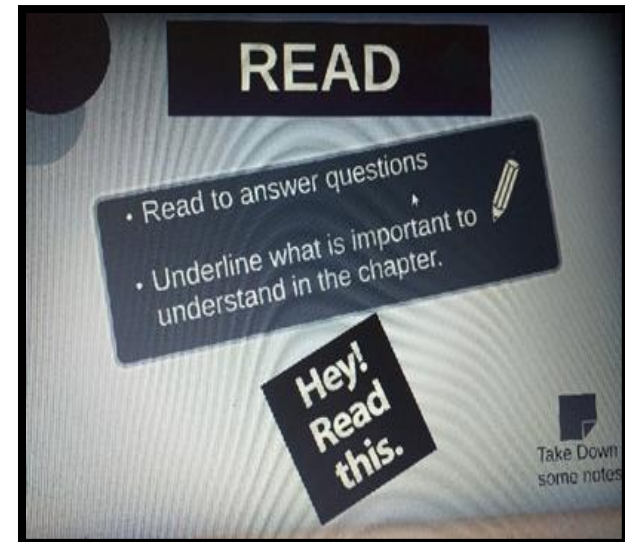 READ
• Read to answer questions
• Underline what is important to
understand in the chapter.
Hey!
Read
this.
Take Down
some notes